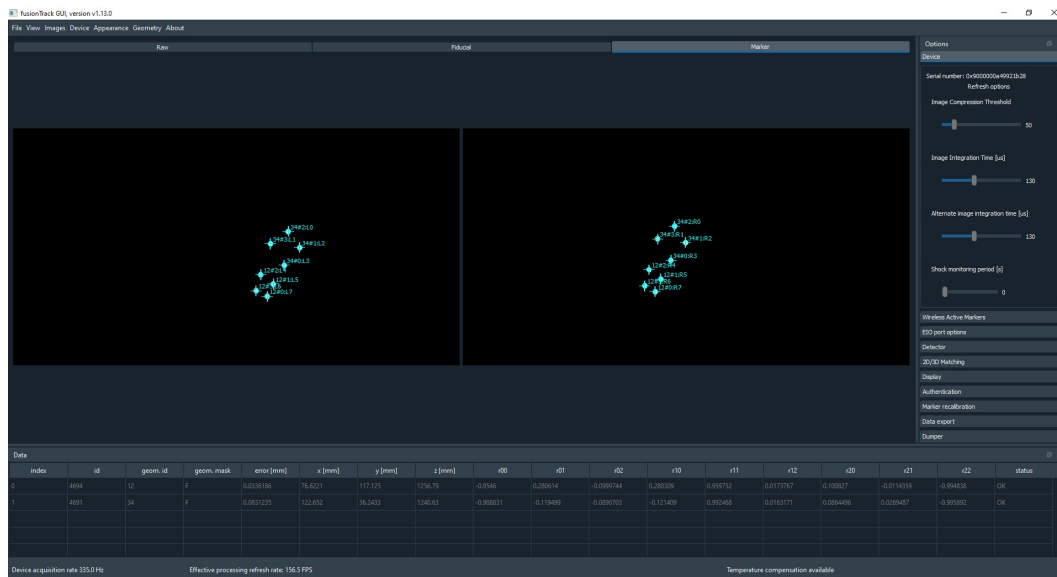 fusionTrack GUI, version v1.13.0
File View Images Device Appearance Geometry About
Raw Fiducial Marker
34#2:L0
34#3:L1
34#1:L2
34#0:L3
12#2:L4
12#1:L5
12#0:L7
34#2:R0
34#3:R1
34#1:R2
34#0:R3
12#2:R4
12#1:R5
12#0:R7
Options
Device
Serial number: 0x9000000a49921b28
Refresh options
Image Compression Threshold
50
Image Integration Time [us]
130
Alternate image integration time [us]
130
Shock monitoring period [s]
0
Wireless Active Markers
EIO port options
Detector
2D/3D Matching
Display
Authentication
Marker recalibration
Data export
Dumper
Data
index id geom. id geom. mask error [mm] x [mm] y [mm] z [mm] r00 r01 r02 r10 r11 r12 r20 r21 r22 status
0 4694 12 F 0.0336186 76.6221 117.125 1256.79 -0.9546 0.280614 -0.0999744 0.280309 0.959752 0.0173767 0.100827 -0.0114359 -0.994838 OK
1 4691 34 F 0.0831235 122.652 36.2433 1240.63 -0.988831 -0.119499 -0.0890703 -0.121409 0.992468 0.0163171 0.0864496 0.0269487 -0.995892 OK
Device acquisition rate 335.0 Hz Effective processing refresh rate: 156.5 FPS Temperature compensation available